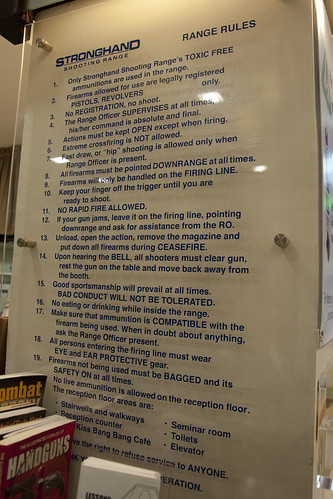 STRONGHAND
SHOOTING RANGE
RANGE RULES
1. Only Stronghand Shooting Range's TOXIC FREE
ammunitions are used in the range.
2. Firearms allowed for use are legally registered
PISTOLS, REVOLVERS only.
3. No REGISTRATION, no shoot.
4. The Range Officer SUPERVISES at all times,
his/her command is absolute and final.
5. Actions must be kept OPEN except when firing.
6. Extreme crossfiring is NOT allowed.
7. Fast draw, or "hip" shooting is allowed only when
Range Officer is present.
8. All firearms must be pointed DOWNRANGE at all times.
9. Firearms will only be handled on the FIRING LINE.
10. Keep your finger off the trigger until you are
ready to shoot.
11. NO RAPID FIRE ALLOWED.
12. If your gun jams, leave it on the firing line, pointing
downrange and ask for assistance from the RO.
13. Unload, open the action, remove the magazine and
put down all firearms during CEASEFIRE.
14. Upon hearing the BELL, all shooters must clear gun,
rest the gun on the table and move back away from
the booth.
15. Good sportsmanship will prevail at all times.
BAD CONDUCT WILL NOT BE TOLERATED.
16. No eating or drinking while inside the range.
17. Make sure that ammunition is COMPATIBLE with the
firearm being used. When in doubt about anything,
ask the Range Officer present.
18. All persons entering the firing line must wear
EYE and EAR PROTECTIVE gear.
19. Firearms not being used must be BAGGED and its
SAFETY ON at all times.
No live ammunition is allowed on the reception floor.
The reception floor areas are:
• Stairwells and walkways • Seminar room
Reception counter • Toilets
Kiss Bang Bang Café • Elevator
the right to refuse service to ANYONE.
OPERATION.
ombat
THE ILLUSTRATED
HANDGUNS
LESSONS